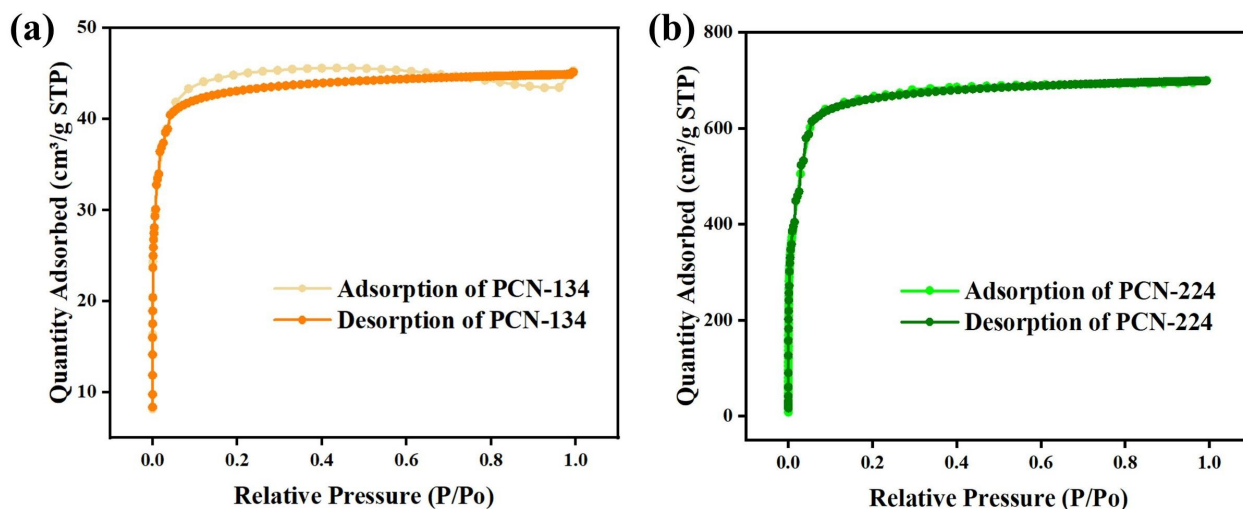 (a)
50
40
30
20
10
Quantity Adsorbed (cm³/g STP)
Adsorption of PCN-134
Desorption of PCN-134
0.0 0.2 0.4 0.6 0.8 1.0
Relative Pressure (P/Po)
(b)
800
600
400
200
0
Quantity Adsorbed (cm³/g STP)
Adsorption of PCN-224
Desorption of PCN-224
0.0 0.2 0.4 0.6 0.8 1.0
Relative Pressure (P/Po)